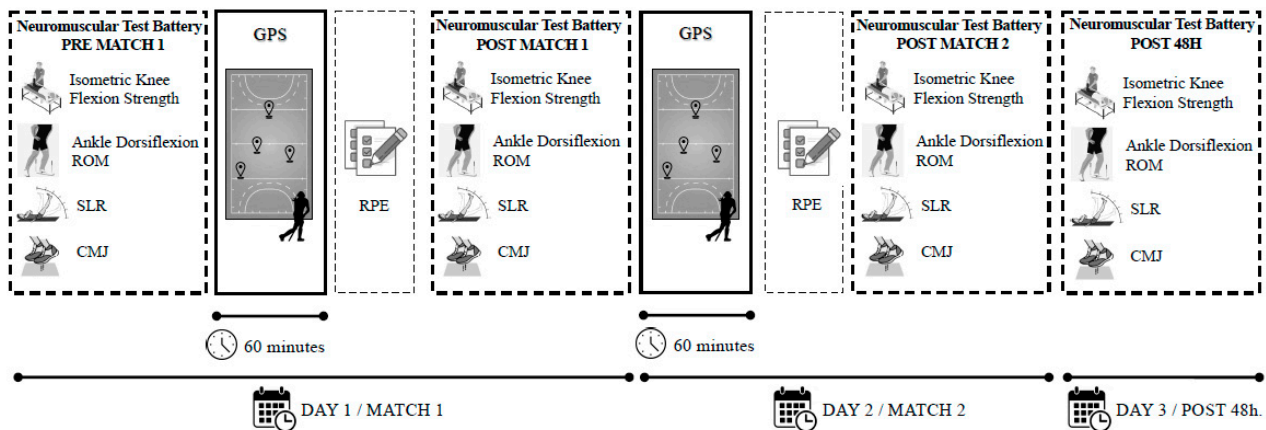 Neuromuscular Test Battery
PRE MATCH 1
Isometric Knee
Flexion Strength
Ankle Dorsiflexion
ROM
SLR
CMJ
GPS
RPE
Neuromuscular Test Battery
POST MATCH 1
Isometric Knee
Flexion Strength
Ankle Dorsiflexion
ROM
SLR
CMJ
GPS
RPE
Neuromuscular Test Battery
POST MATCH 2
Isometric Knee
Flexion Strength
Ankle Dorsiflexion
ROM
SLR
CMJ
Neuromuscular Test Battery
POST 48H
Isometric Knee
Flexion Strength
Ankle Dorsiflexion
ROM
SLR
CMJ
60 minutes
60 minutes
DAY 1 / MATCH 1
DAY 2 / MATCH 2
DAY 3 / POST 48h.